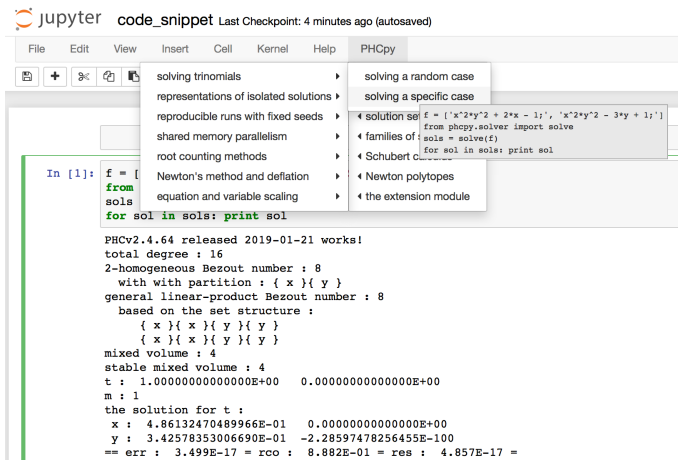 jupyter code_snippet Last Checkpoint: 4 minutes ago (autosaved)
File Edit View Insert Cell Kernel Help PHCpy
solving trinomials
representations of isolated solutions
reproducible runs with fixed seeds
shared memory parallelism
root counting methods
Newton's method and deflation
equation and variable scaling
solving a random case
solving a specific case
solution se
families of s
Schubert
Newton polytopes
the extension module
f = ['x^2*y^2 + 2*x - 1;', 'x^2*y^2 - 3*y + 1;']
from phcpy.solver import solve
sols = solve(f)
for sol in sols: print sol
In [1]: f = [
from
sols
for sol in sols: print sol
PHCv2.4.64 released 2019-01-21 works!
total degree : 16
2-homogeneous Bezout number : 8
with with partition : { x }{ y }
general linear-product Bezout number : 8
based on the set structure :
{ x }{ x }{ y }{ y }
{ x }{ x }{ y }{ y }
mixed volume : 4
stable mixed volume : 4
t : 1.00000000000000E+00 0.00000000000000E+00
m : 1
the solution for t :
x : 4.86132470489966E-01 0.00000000000000E+00
y : 3.42578353006690E-01 -2.28597478256455E-100
== err : 3.499E-17 = rco : 8.882E-01 = res : 4.857E-17 =